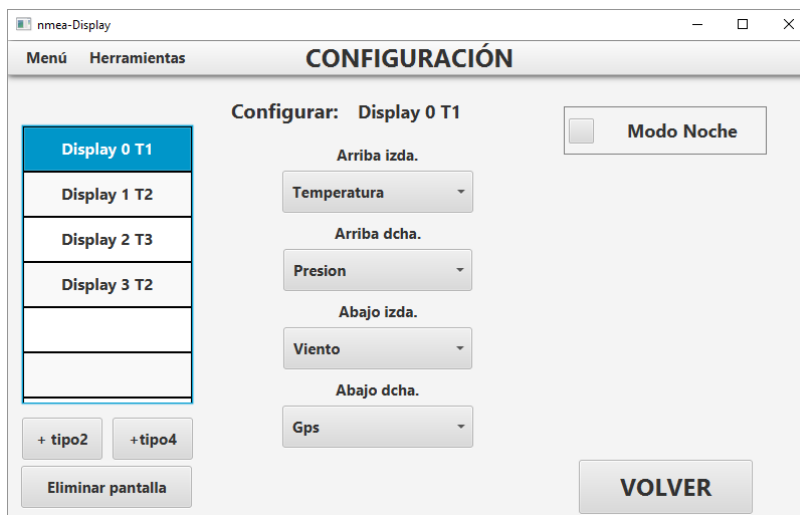 nmea-Display
Menú Herramientas CONFIGURACIÓN
Configurar: Display 0 T1
Display 0 T1
Display 1 T2
Display 2 T3
Display 3 T2
+ tipo2 +tipo4
Eliminar pantalla
Arriba izda.
Temperatura
Arriba dcha.
Presion
Abajo izda.
Viento
Abajo dcha.
Gps
Modo Noche
VOLVER